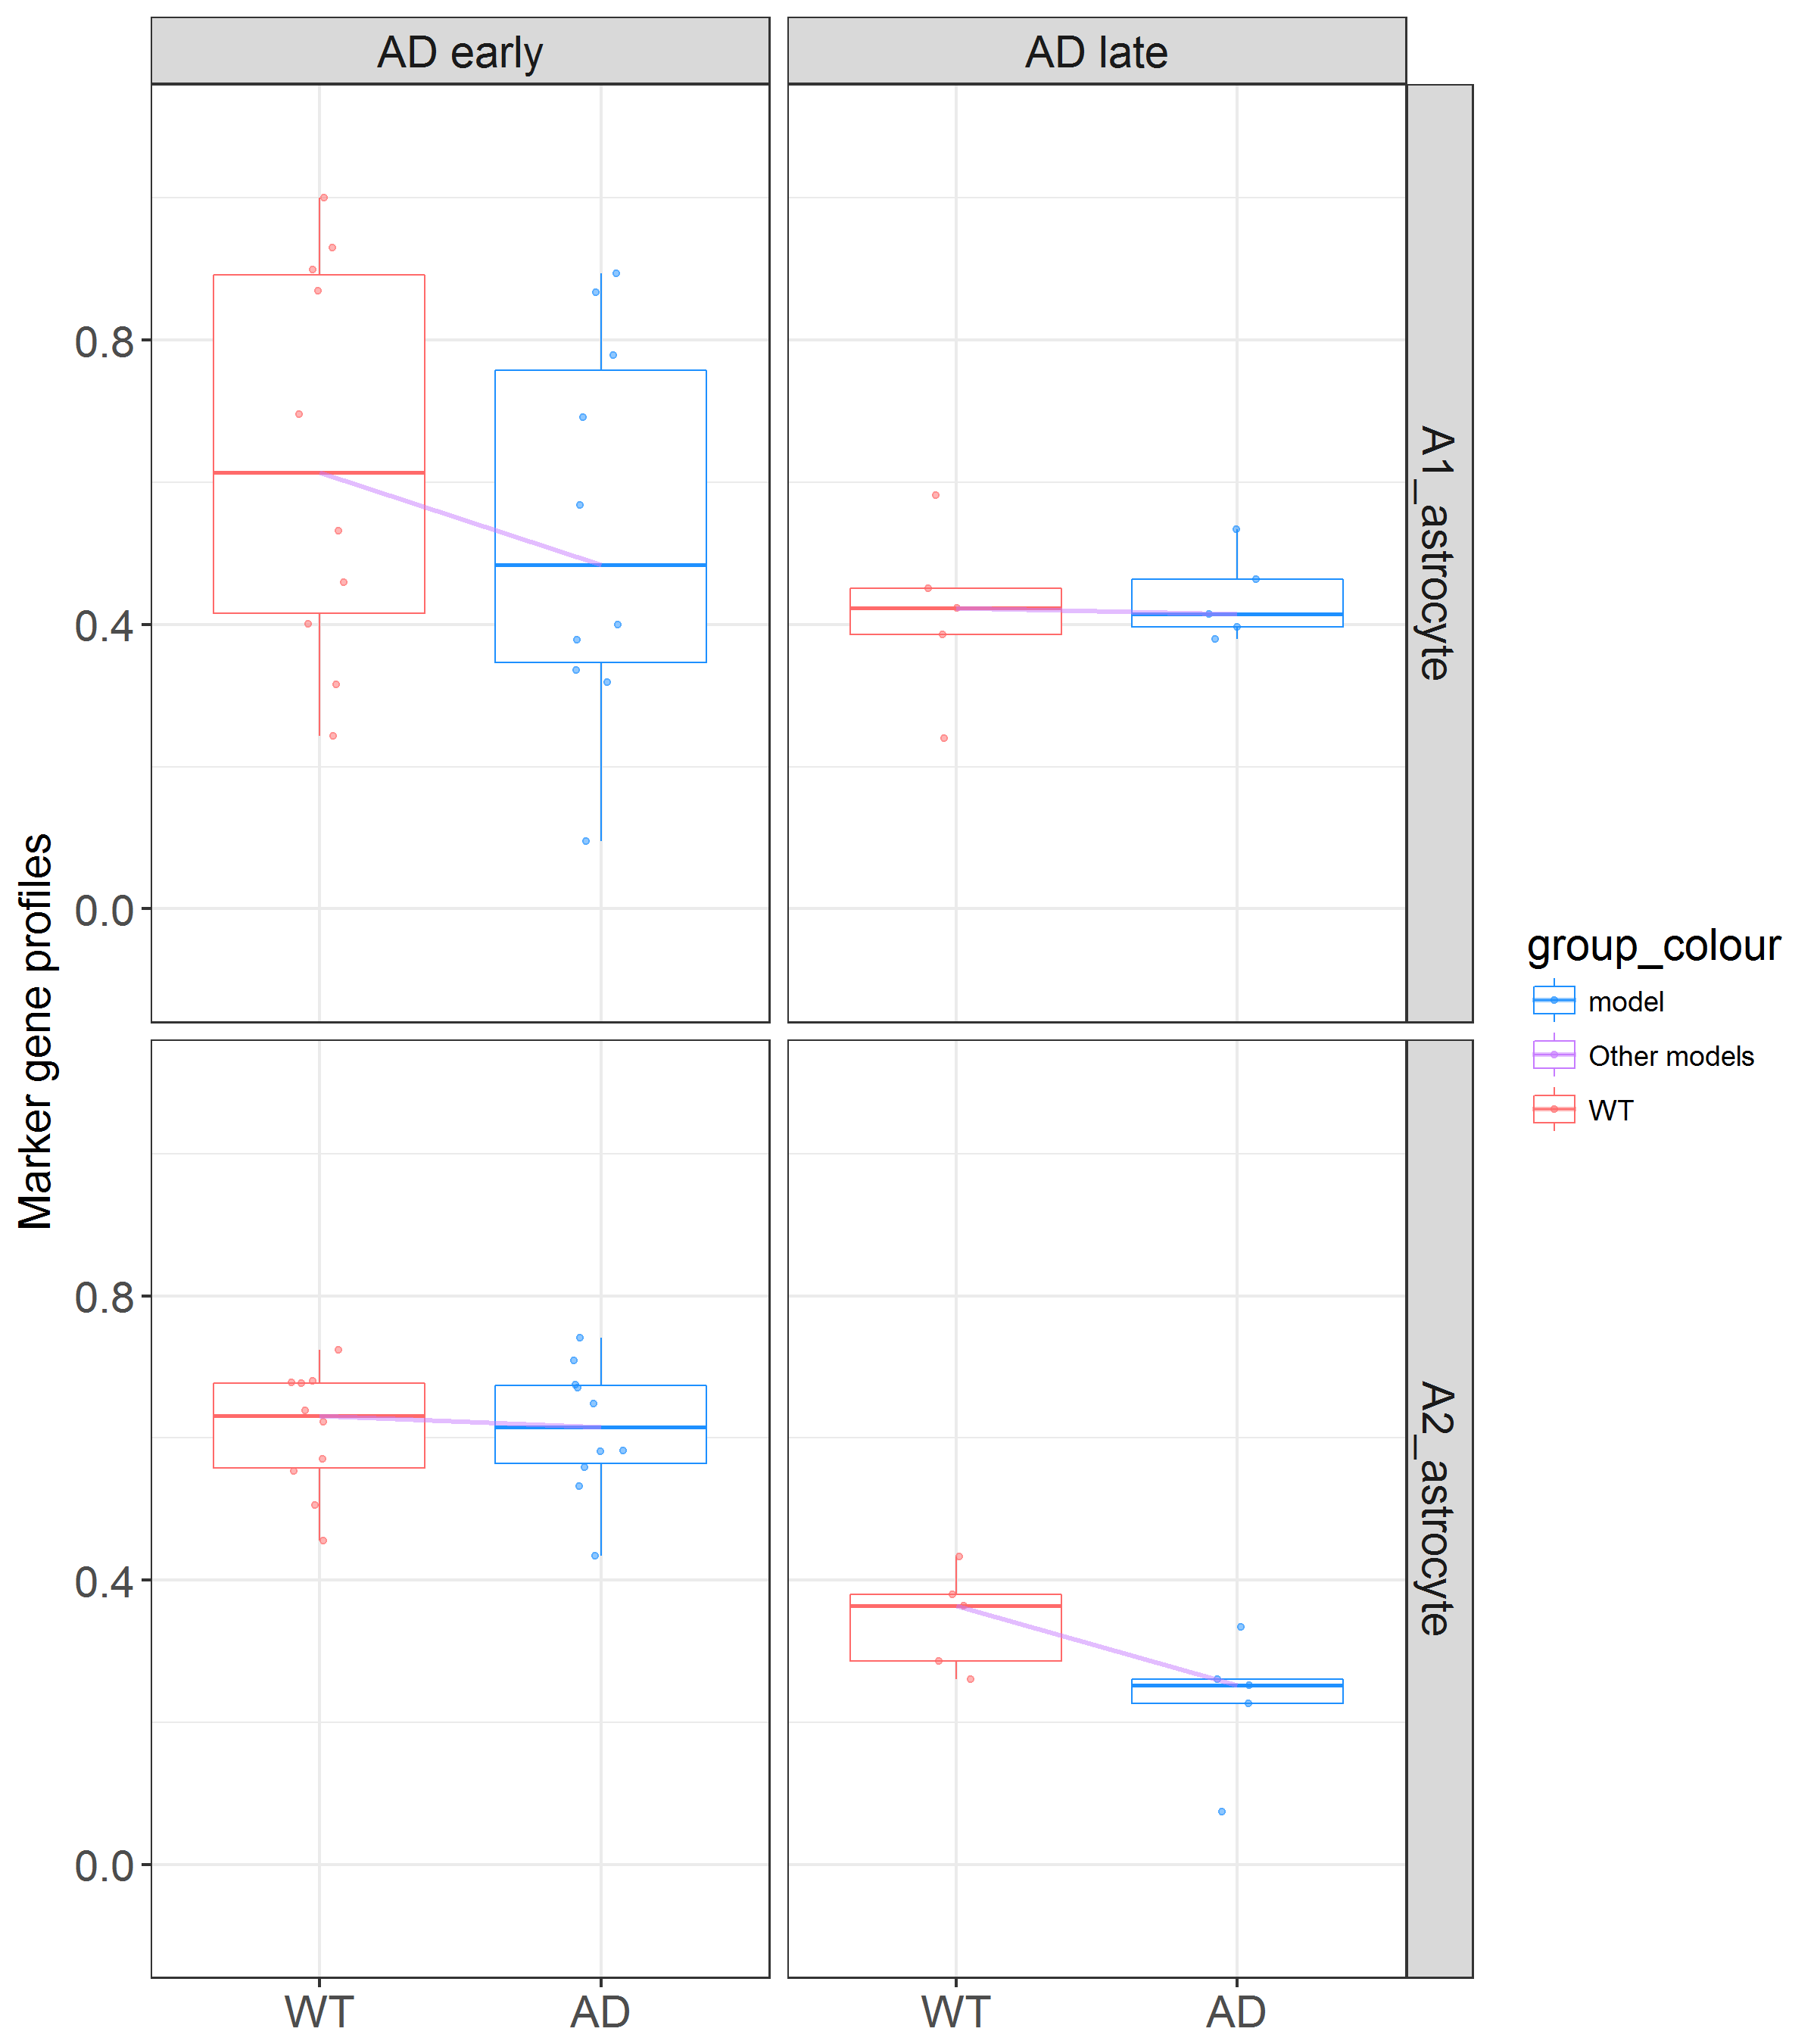 AD early
AD late
A1_astrocyte
0.8
0.4
0.0
Marker gene profiles
group_colour
model
Other models
WT
A2_astrocyte
0.8
0.4
0.0
WT
AD
WT
AD